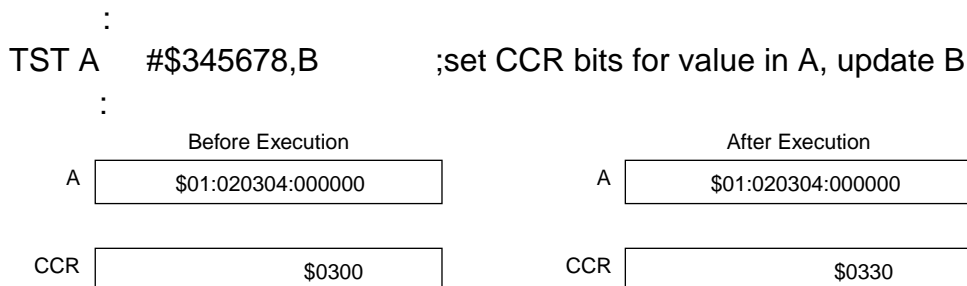 :
TST A #$345678,B ;set CCR bits for value in A, update B
:
Before Execution After Execution
A $01:020304:000000 A $01:020304:000000
CCR $0300 CCR $0330